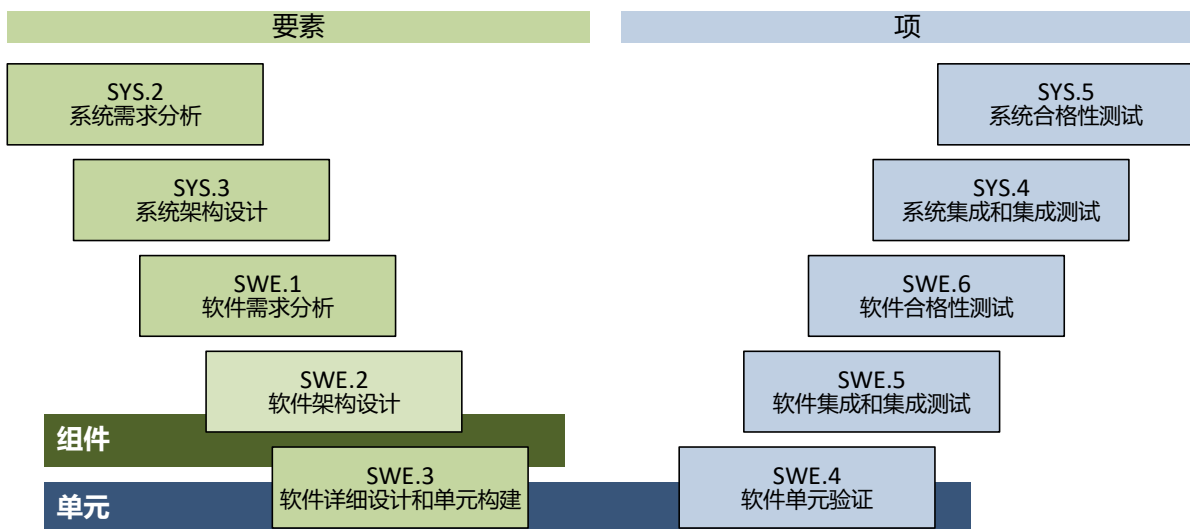 要素
项
SYS.2
系统需求分析
SYS.5
系统合格性测试
SYS.3
系统架构设计
SYS.4
系统集成和集成测试
SWE.1
软件需求分析
SWE.6
软件合格性测试
SWE.2
软件架构设计
SWE.5
软件集成和集成测试
组件
SWE.3
软件详细设计和单元构建
SWE.4
软件单元验证
单元